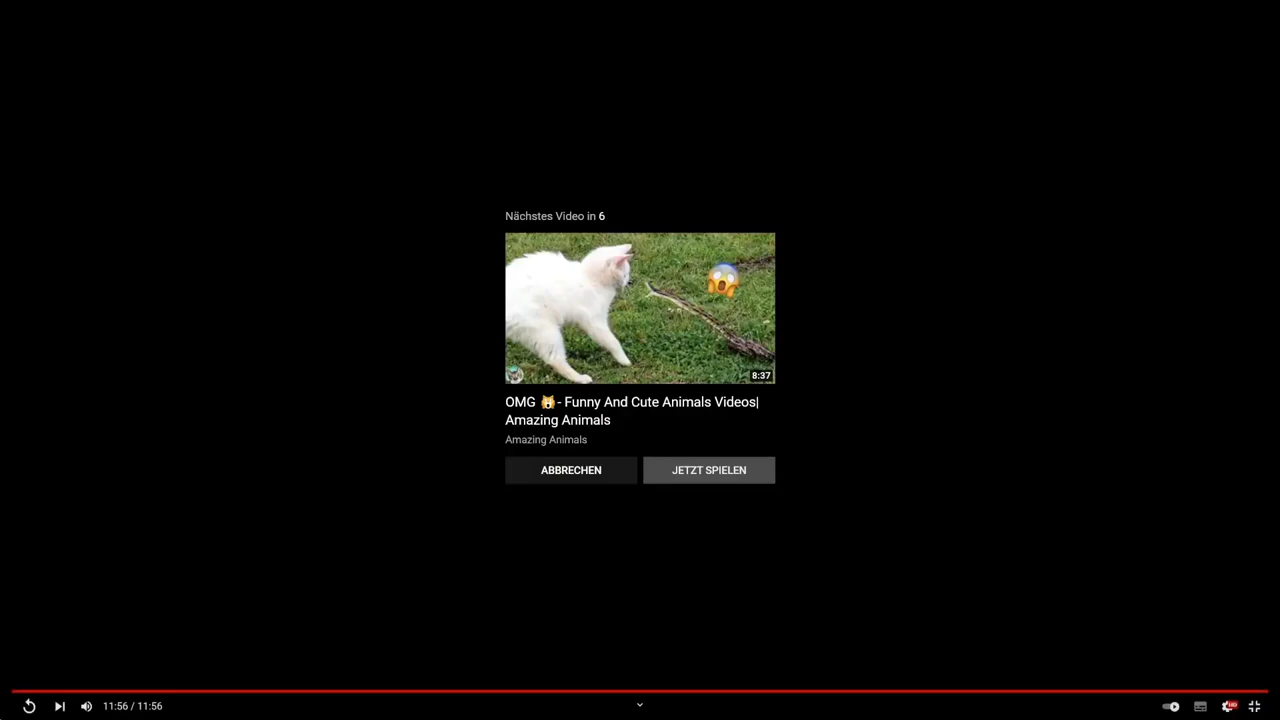 Nächstes Video in 6
8:37
OMG 🙀 - Funny And Cute Animals Videos|
Amazing Animals
Amazing Animals
ABBRECHEN
JETZT SPIELEN
11:56 / 11:56
HD